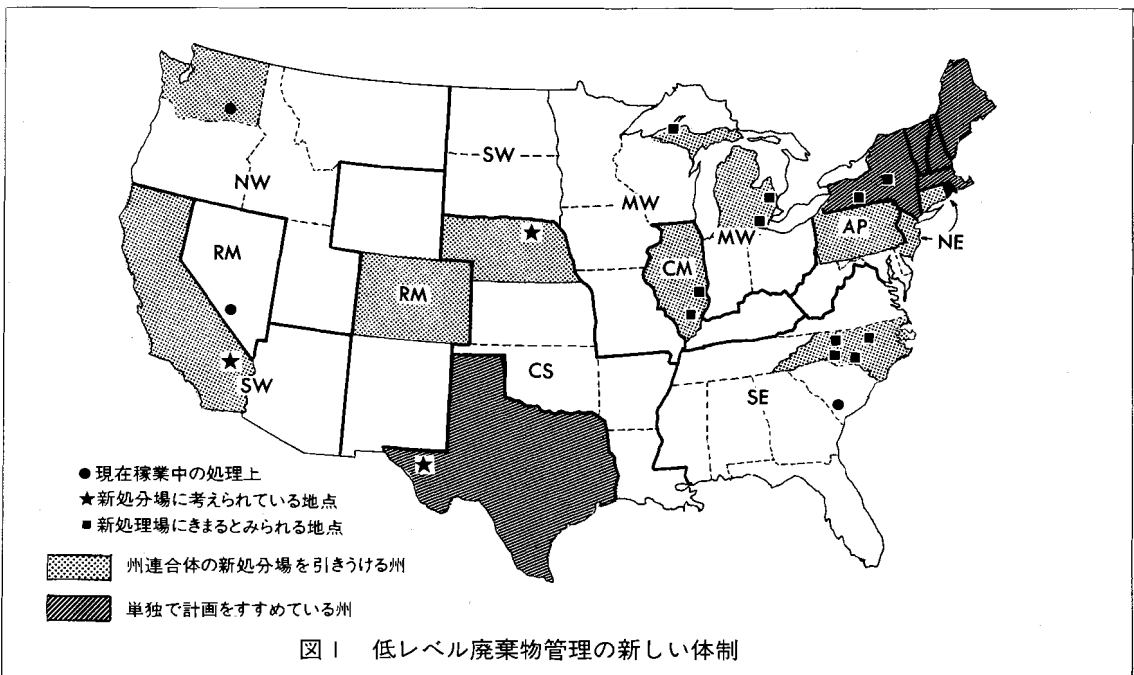 SW
NW
MW
RM
MW
AP
NE
CM
RM
SW
CS
SE
●現在稼業中の処理上
★新処分場に考えられている地点
■新処理場にきまるとみられる地点
州連合体の新処分場を引きうける州
単独で計画をすすめている州
図1 低レベル廃棄物管理の新しい体制